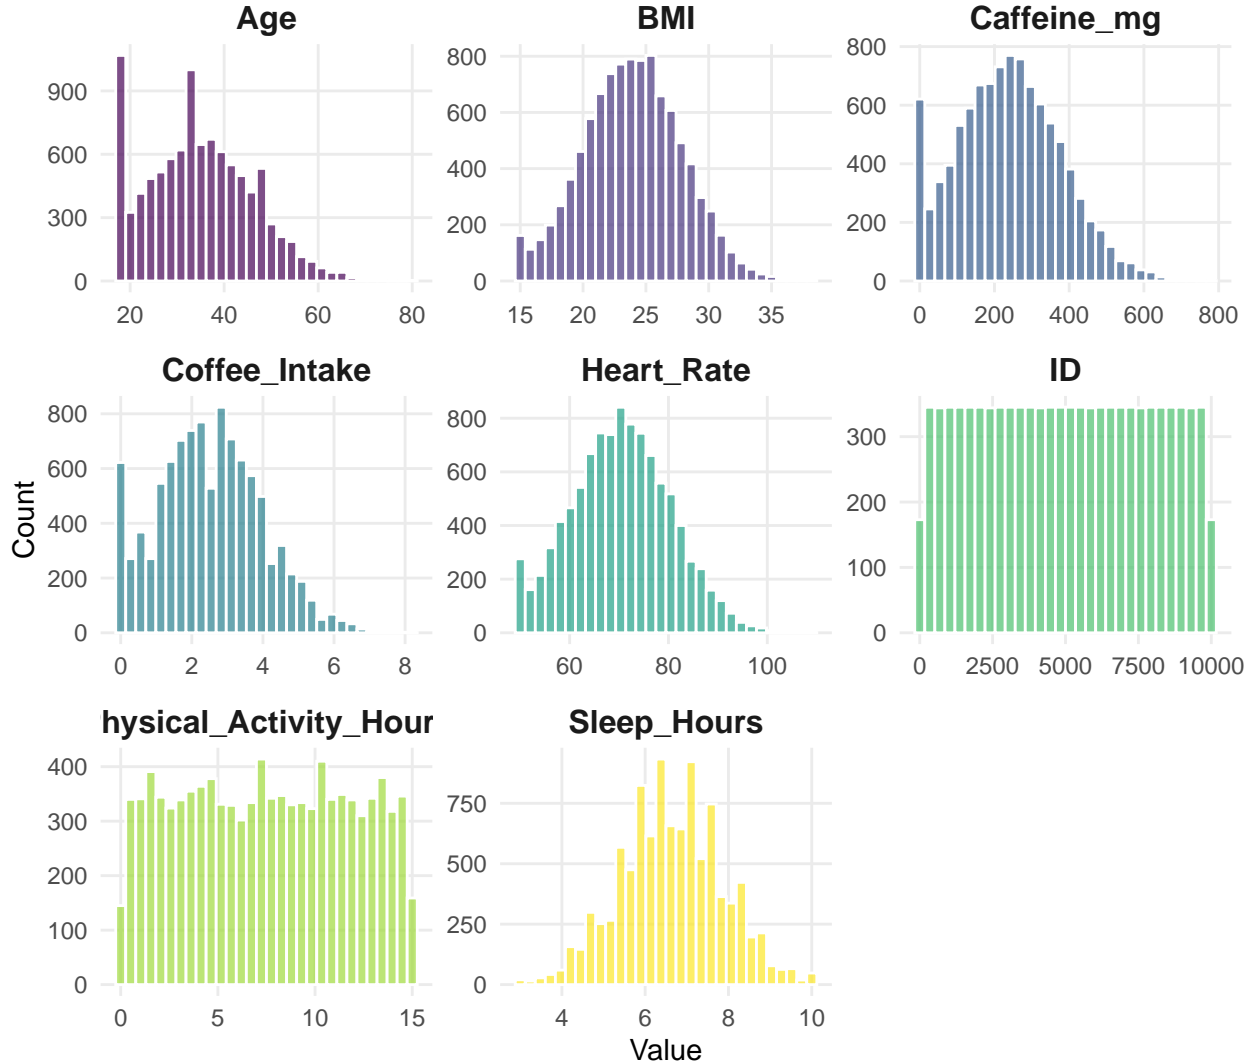 Age BMI Caffeine_mg
900 800 800
600 600 600
300 400 400
0 200 200
0 0
20 40 60 80 15 20 25 30 35 0 200 400 600 800
Coffee_Intake Heart_Rate ID
800 800 300
600 600 200
400 400 100
200 200 0
0 0
0 2 4 6 8 60 80 100 0 2500 5000 7500 10000
hysical_Activity_Hour Sleep_Hours
400 750
300 500
200 250
100 0
0
0 5 10 15 4 6 8 10
Count
Value